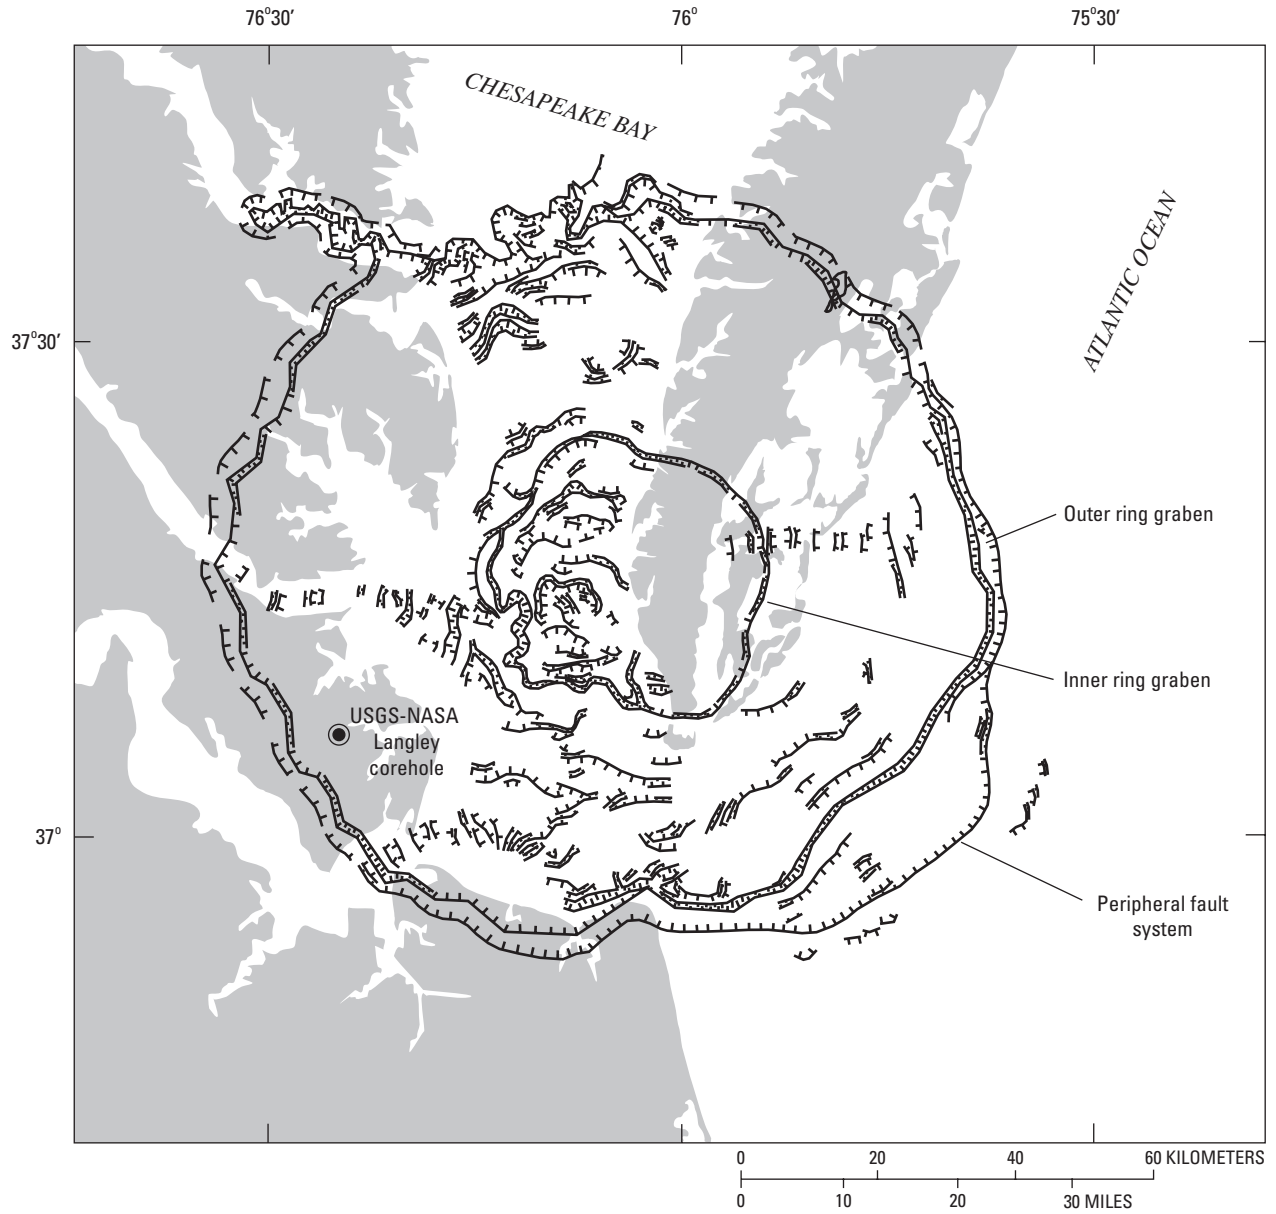 76°30’
76°
75°30’
CHESAPEAKE BAY
ATLANTIC OCEAN
37°30’
Outer ring graben
Inner ring graben
USGS-NASA
Langley
corehole
37°
Peripheral fault
system
0 20 40 60 KILOMETERS
0 10 20 30 MILES